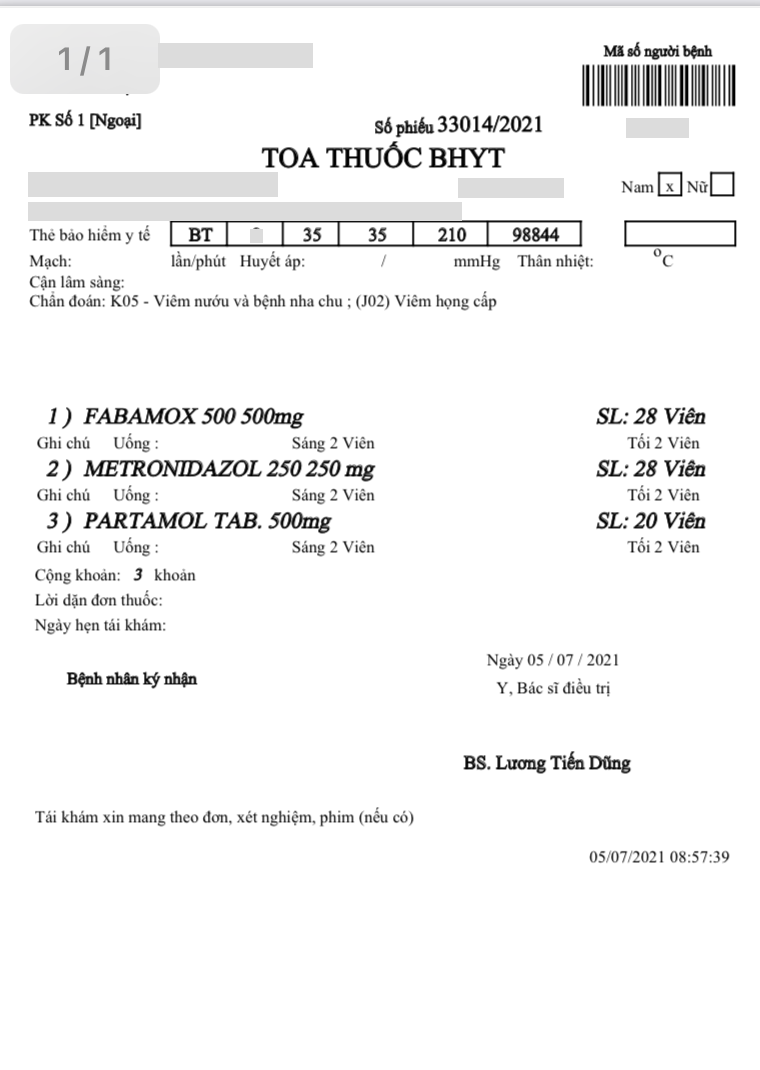 1/1
Mã số người bệnh
PK Số 1 [Ngoại]
Số phiếu 33014/2021
TOA THUỐC BHYT
Nam x Nữ
Thẻ bảo hiểm y tế BT 35 35 210 98844
Mạch: lần/phút Huyết áp: / mmHg Thân nhiệt: °C
Cận lâm sàng:
Chẩn đoán: K05 - Viêm nướu và bệnh nha chu ; (J02) Viêm họng cấp
1 ) FABAMOX 500 500mg SL: 28 Viên
Ghi chú Uống : Sáng 2 Viên Tối 2 Viên
2 ) METRONIDAZOL 250 250 mg SL: 28 Viên
Ghi chú Uống : Sáng 2 Viên Tối 2 Viên
3 ) PARTAMOL TAB. 500mg SL: 20 Viên
Ghi chú Uống : Sáng 2 Viên Tối 2 Viên
Cộng khoản: 3 khoản
Lời dặn đơn thuốc:
Ngày hẹn tái khám:
Ngày 05 / 07 / 2021
Bệnh nhân ký nhận
Y, Bác sĩ điều trị
BS. Lương Tiến Dũng
Tái khám xin mang theo đơn, xét nghiệm, phim (nếu có)
05/07/2021 08:57:39